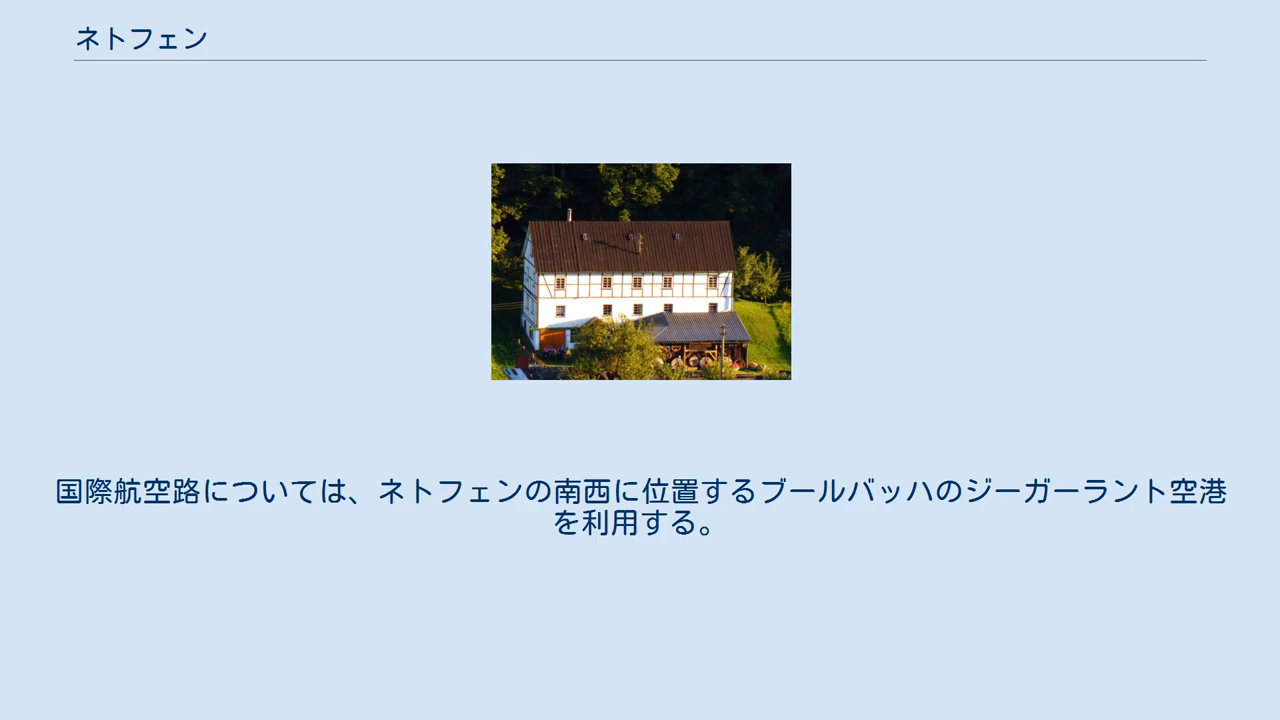 ネトフェン
国際航空路については、ネトフェンの南西に位置するブールバッハのジーガーラント空港
を利用する。